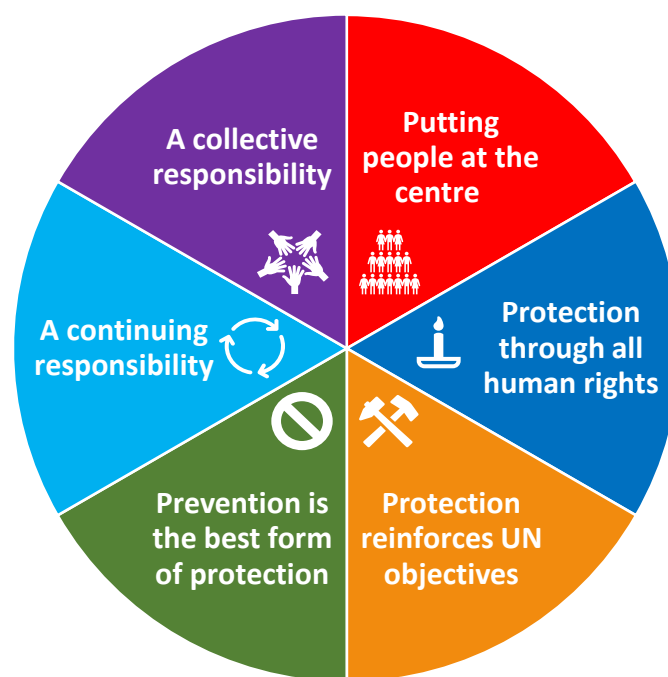 Putting
people at the
centre
Protection
through all
human rights
Protection
reinforces UN
objectives
Prevention is
the best form
of protection
A continuing
responsibility
A collective
responsibility